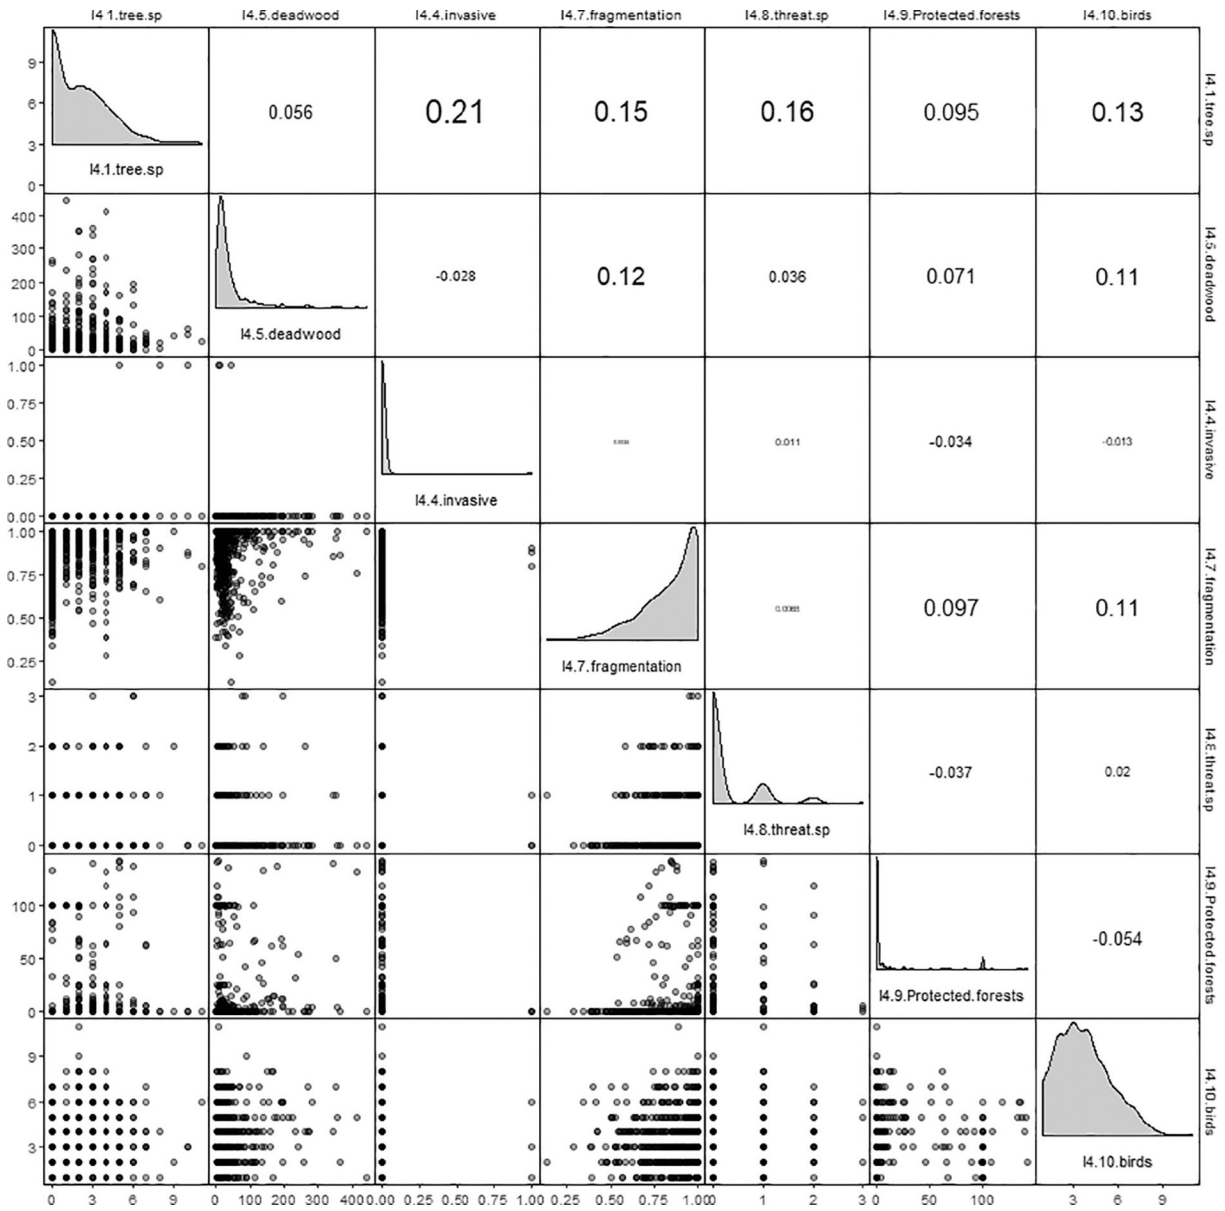 I4 1.tree.sp I4.5.deadwood I4.4.invasive I4.7.fragmentation I4.8.threat.sp I4.9.Protected.forests I4.10.birds
9
6
3
0
I4.1.tree.sp
0.056
0.21
0.15
0.16
0.095
0.13
I4.1.tree.sp
400
300
200
100
0
I4.5.deadwood
-0.028
0.12
0.036
0.071
0.11
I4.5.deadwood
1.00
0.75
0.50
0.25
0.00
I4.4.invasive
0.011
-0.034
-0.013
I4.4.invasive
1.00
0.75
0.50
0.25
I4.7.fragmentation
0.097
0.11
I4.7.fragmentation
3
2
1
0
I4.8.threat.sp
-0.037
0.02
100
50
0
I4.9.Protected.forests
-0.054
I4.9.Protected.forests
9
6
3
I4.10.birds
I4.10.birds
0 3 6 9
0 100 200 300 400
0.25 0.50 0.75 1.00
0.25 0.50 0.75
1 2 3
0 50 100
3 6 9